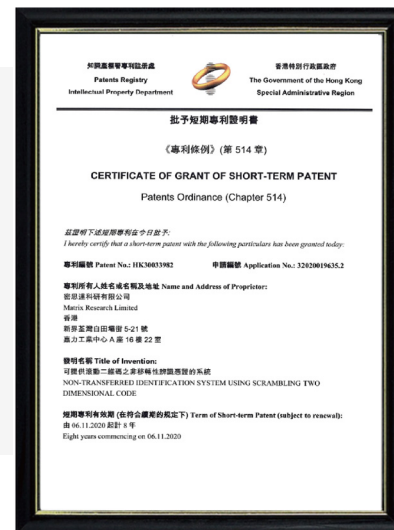 知識產權署專利註冊處
Patents Registry
Intellectual Property Department
香港特別行政區政府
The Government of the Hong Kong
Special Administrative Region
批予短期專利證明書
《專利條例》(第 514 章)
CERTIFICATE OF GRANT OF SHORT-TERM PATENT
Patents Ordinance (Chapter 514)
茲證明下述短期專利在今日批予:
I hereby certify that a short-term patent with the following particulars has been granted today:
專利編號 Patent No.: HK30033982 申請編號 Application No.: 32020019635.2
專利所有人姓名或名稱及地址 Name and Address of Proprietor:
密思達科研有限公司
Matrix Research Limited
香港
新界荃灣白田壩街 5-21 號
嘉力工業中心 A 座 16 樓 22 室
發明名稱 Title of Invention:
可提供滾動二維碼之非移轉性辨識憑證的系統
NON-TRANSFERRED IDENTIFICATION SYSTEM USING SCRAMBLING TWO
DIMENSIONAL CODE
短期專利有效期 (在符合續期的規定下) Term of Short-term Patent (subject to renewal):
由 06.11.2020 起計 8 年
Eight years commencing on 06.11.2020